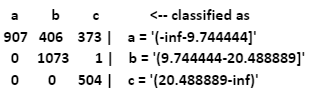 a b c <-- classified as
907 406 373 | a = '(-inf-9.744444]'
0 1073 1 | b = '(9.744444-20.488889]'
0 0 504 | c = '(20.488889-inf)'